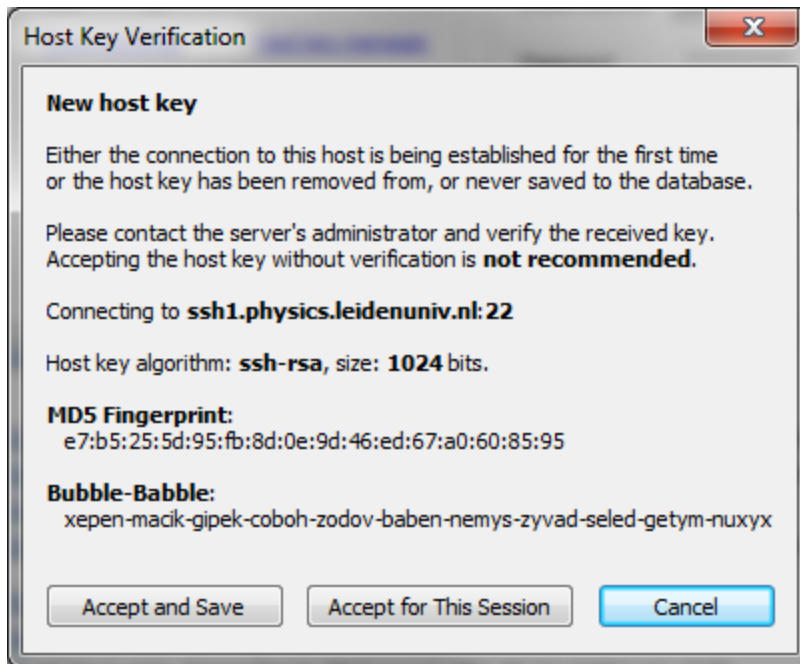 Host Key Verification
New host key
Either the connection to this host is being established for the first time
or the host key has been removed from, or never saved to the database.
Please contact the server's administrator and verify the received key.
Accepting the host key without verification is not recommended.
Connecting to ssh1.physics.leidenuniv.nl:22
Host key algorithm: ssh-rsa, size: 1024 bits.
MD5 Fingerprint:
e7:b5:25:5d:95:fb:8d:0e:9d:46:ed:67:a0:60:85:95
Bubble-Babble:
xepen-macik-gipek-coboh-zodov-baben-nemys-zyvad-seled-getym-nuxyx
Accept and Save
Accept for This Session
Cancel